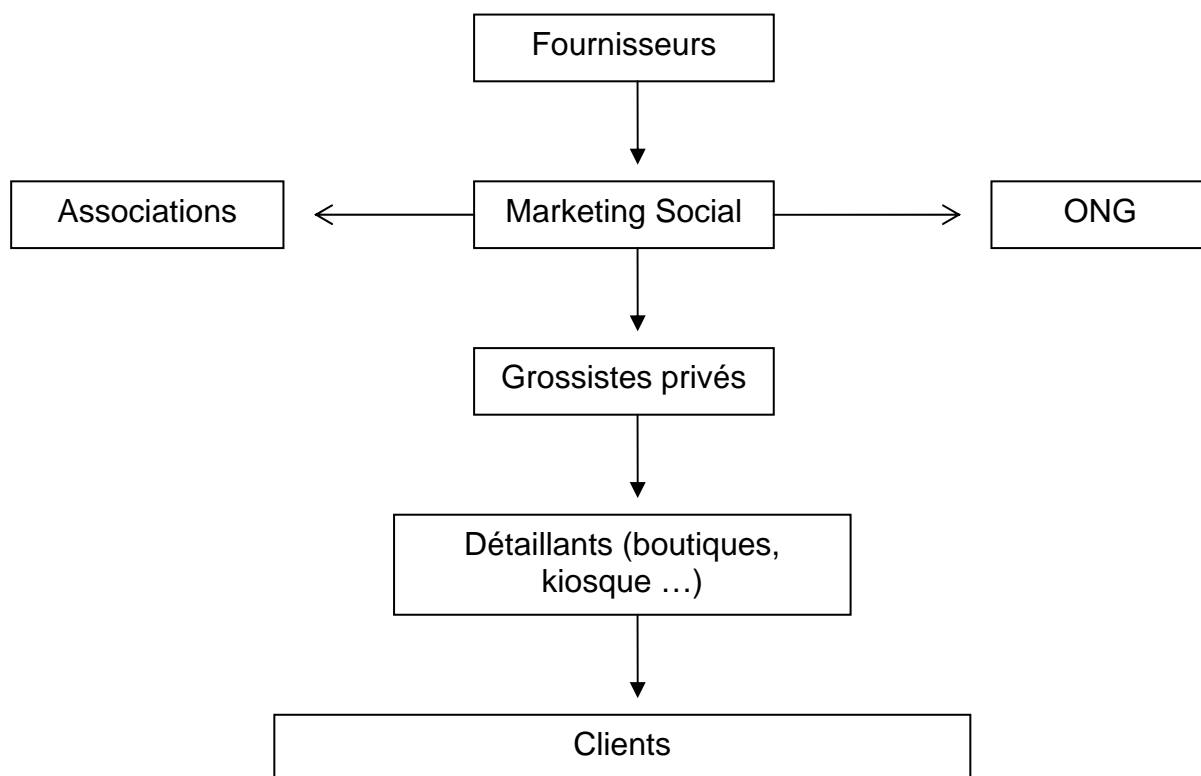 Fournisseurs
Associations
Marketing Social
ONG
Grossistes privés
Détaillants (boutiques,
kiosque …)
Clients